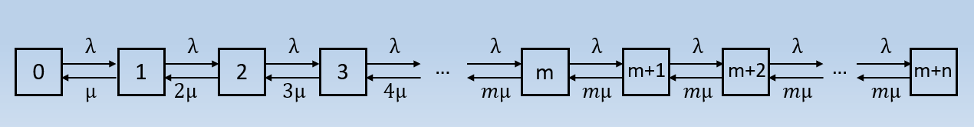 λ λ λ λ λ λ λ λ λ
0 1 2 3 ... m m+1 m+2 ... m+n
μ 2μ 3μ 4μ mμ mμ mμ mμ mμ